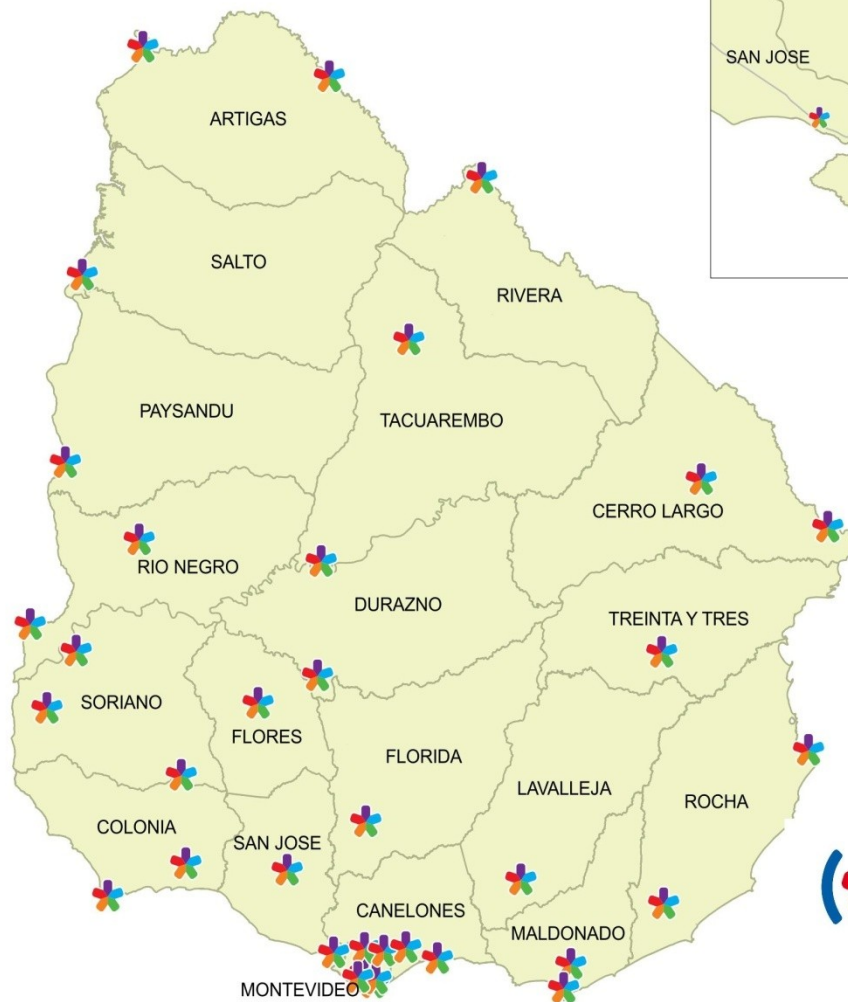 SAN JOSE
ARTIGAS
SALTO
RIVERA
PAYSANDU
TACUAREMBO
CERRO LARGO
RIO NEGRO
DURAZNO
TREINTA Y TRES
SORIANO
FLORES
FLORIDA
LAVALLEJA
ROCHA
COLONIA
SAN JOSE
CANELONES
MALDONADO
MONTEVIDEO